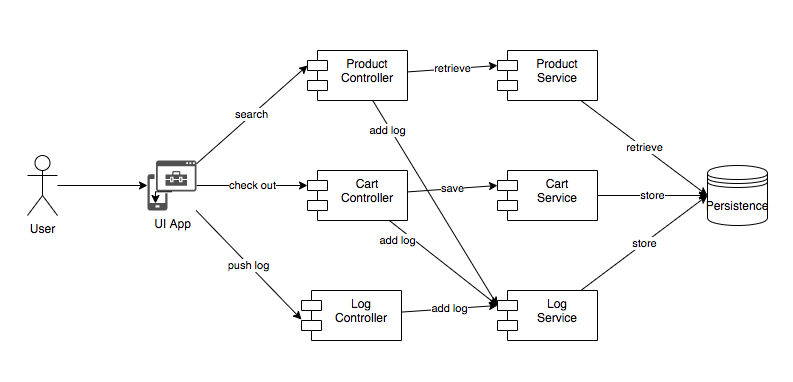 Product
Controller
retrieve
Product
Service
search
add log
retrieve
check out
Cart
Controller
save
Cart
Service
store
Persistence
User
UI App
add log
store
push log
Log
Controller
add log
Log
Service